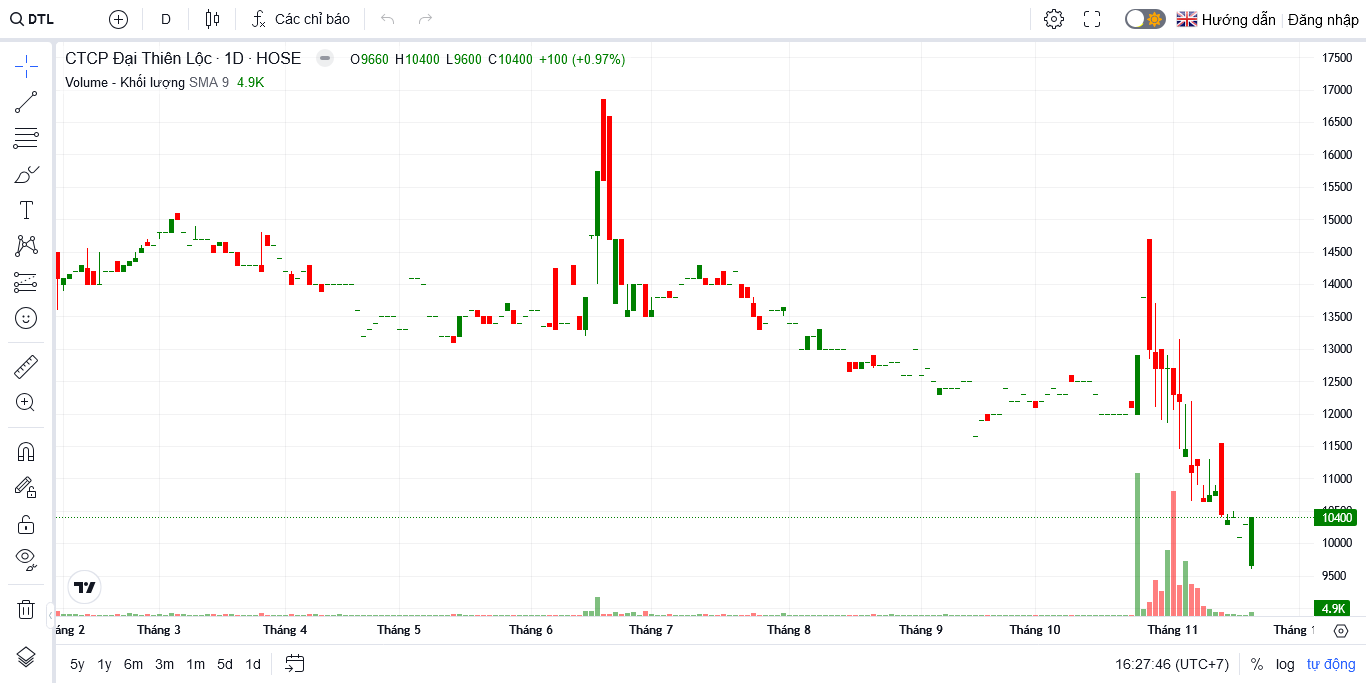 DTL D Các chỉ báo Hướng dẫn Đăng nhập
CTCP Đại Thiên Lộc · 1D · HOSE O9660 H10400 L9600 C10400 +100 (+0.97%)
Volume - Khối lượng SMA 9 4.9K
17500
17000
16500
16000
15500
15000
14500
14000
13500
13000
12500
12000
11500
11000
10400
10000
9500
4.9K
Tháng 3 Tháng 4 Tháng 5 Tháng 6 Tháng 7 Tháng 8 Tháng 9 Tháng 10 Tháng 11
5y 1y 6m 3m 1m 5d 1d 16:27:46 (UTC+7) % log tự động